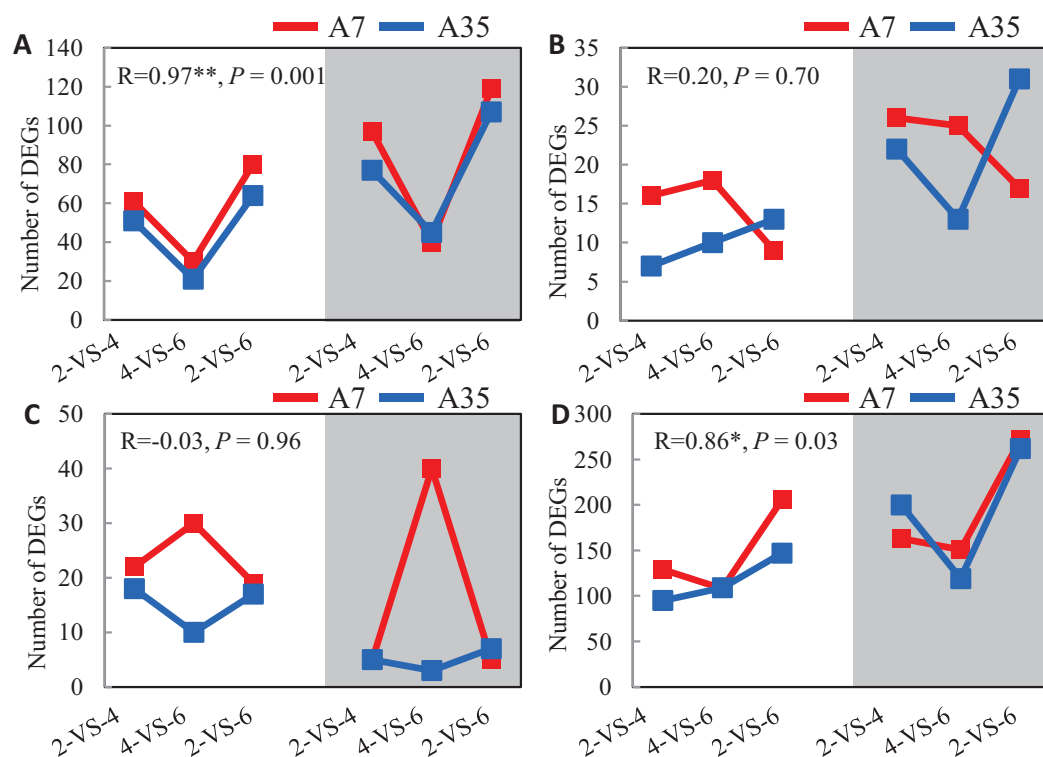 A
A7 A35
Number of DEGs
140
120
100
80
60
40
20
0
R=0.97**, P = 0.001
2-VS-4 4-VS-6 2-VS-6 2-VS-4 4-VS-6 2-VS-6
B
A7 A35
Number of DEGs
35
30
25
20
15
10
5
0
R=0.20, P = 0.70
2-VS-4 4-VS-6 2-VS-6 2-VS-4 4-VS-6 2-VS-6
C
A7 A35
Number of DEGs
50
40
30
20
10
0
R=-0.03, P = 0.96
2-VS-4 4-VS-6 2-VS-6 2-VS-4 4-VS-6 2-VS-6
D
A7 A35
Number of DEGs
300
250
200
150
100
50
0
R=0.86*, P = 0.03
2-VS-4 4-VS-6 2-VS-6 2-VS-4 4-VS-6 2-VS-6